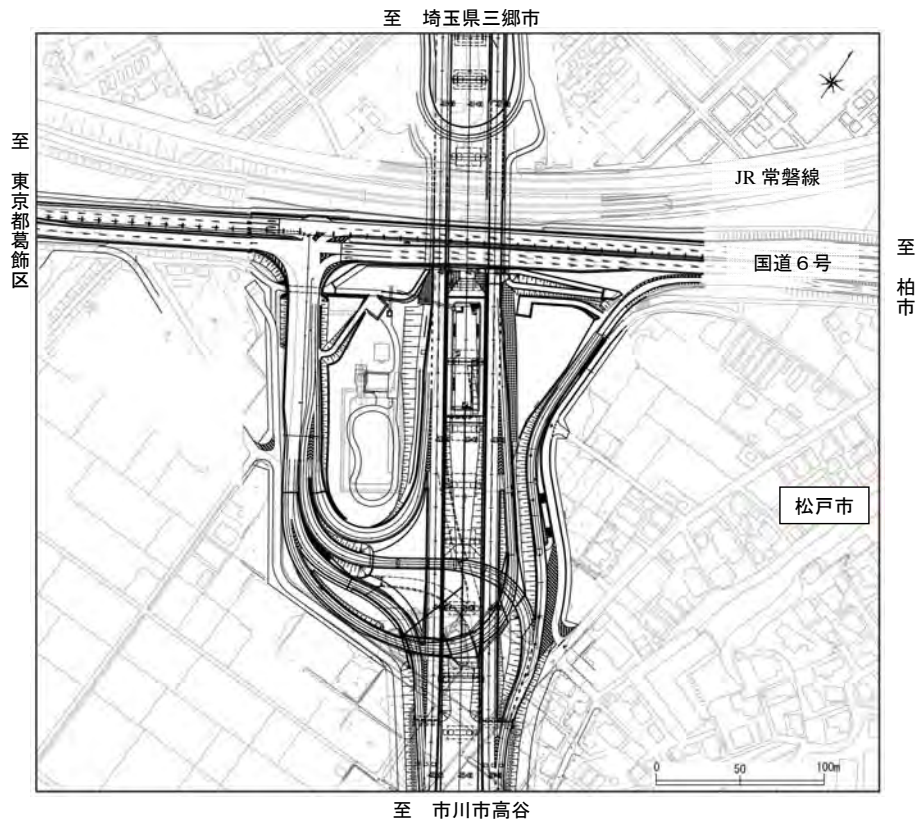 至　埼玉県三郷市
至　東京都葛飾区
JR 常磐線
国道６号
至　柏市
松戸市
0　50　100m
至　市川市高谷